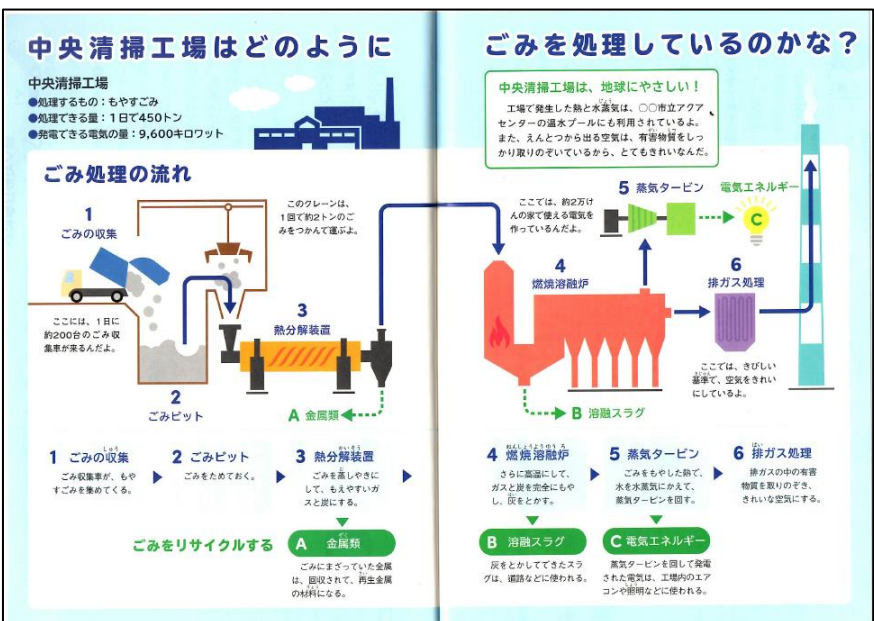 中央清掃工場はどのように
ごみを処理しているのかな？
中央清掃工場
●処理するもの：もやすごみ
●処理できる量：1日で450トン
●発電できる電気の量：9,600キロワット
中央清掃工場は、地球にやさしい！
工場で発生した熱と水蒸気は、〇〇市立アクア
センターの温水プールにも利用されているよ。
また、えんとつから出る空気は、有害物質をしっ
かり取りのぞいているから、とてもきれいなんだ。
ごみ処理の流れ
1
ごみの収集
ここには、1日に
約200台のごみ収
集車が来るんだよ。
このクレーンは、
1回で約2トンのご
みをつかんで運ぶよ。
2
ごみピット
3
熱分解装置
A 金属類
4
燃焼溶融炉
B 溶融スラグ
ここでは、約2万け
んの家で使える電気を
作っているんだよ。
5 蒸気タービン
電気エネルギー
C
6
排ガス処理
ここでは、きびしい
基準で、空気をきれい
にしているよ。
1 ごみの収集
ごみ収集車が、もや
すごみを集めてくる。
2 ごみピット
ごみをためておく。
3 熱分解装置
ごみを蒸しやきに
して、もえやすいガ
スと炭にする。
4 燃焼溶融炉
さらに高温にして、
ガスと炭を完全にもや
し、灰をとかす。
5 蒸気タービン
ごみをもやした熱で、
水を水蒸気にかえて、
蒸気タービンを回す。
6 排ガス処理
排ガスの中の有害
物質を取りのぞき、
きれいな空気にする。
ごみをリサイクルする
A 金属類
ごみにまざっていた金属
は、回収されて、再生金属
の材料になる。
B 溶融スラグ
灰をとかしてできたスラ
グは、道路などに使われる。
C 電気エネルギー
蒸気タービンを回して発電
された電気は、工場内のエア
コンや照明などに使われる。